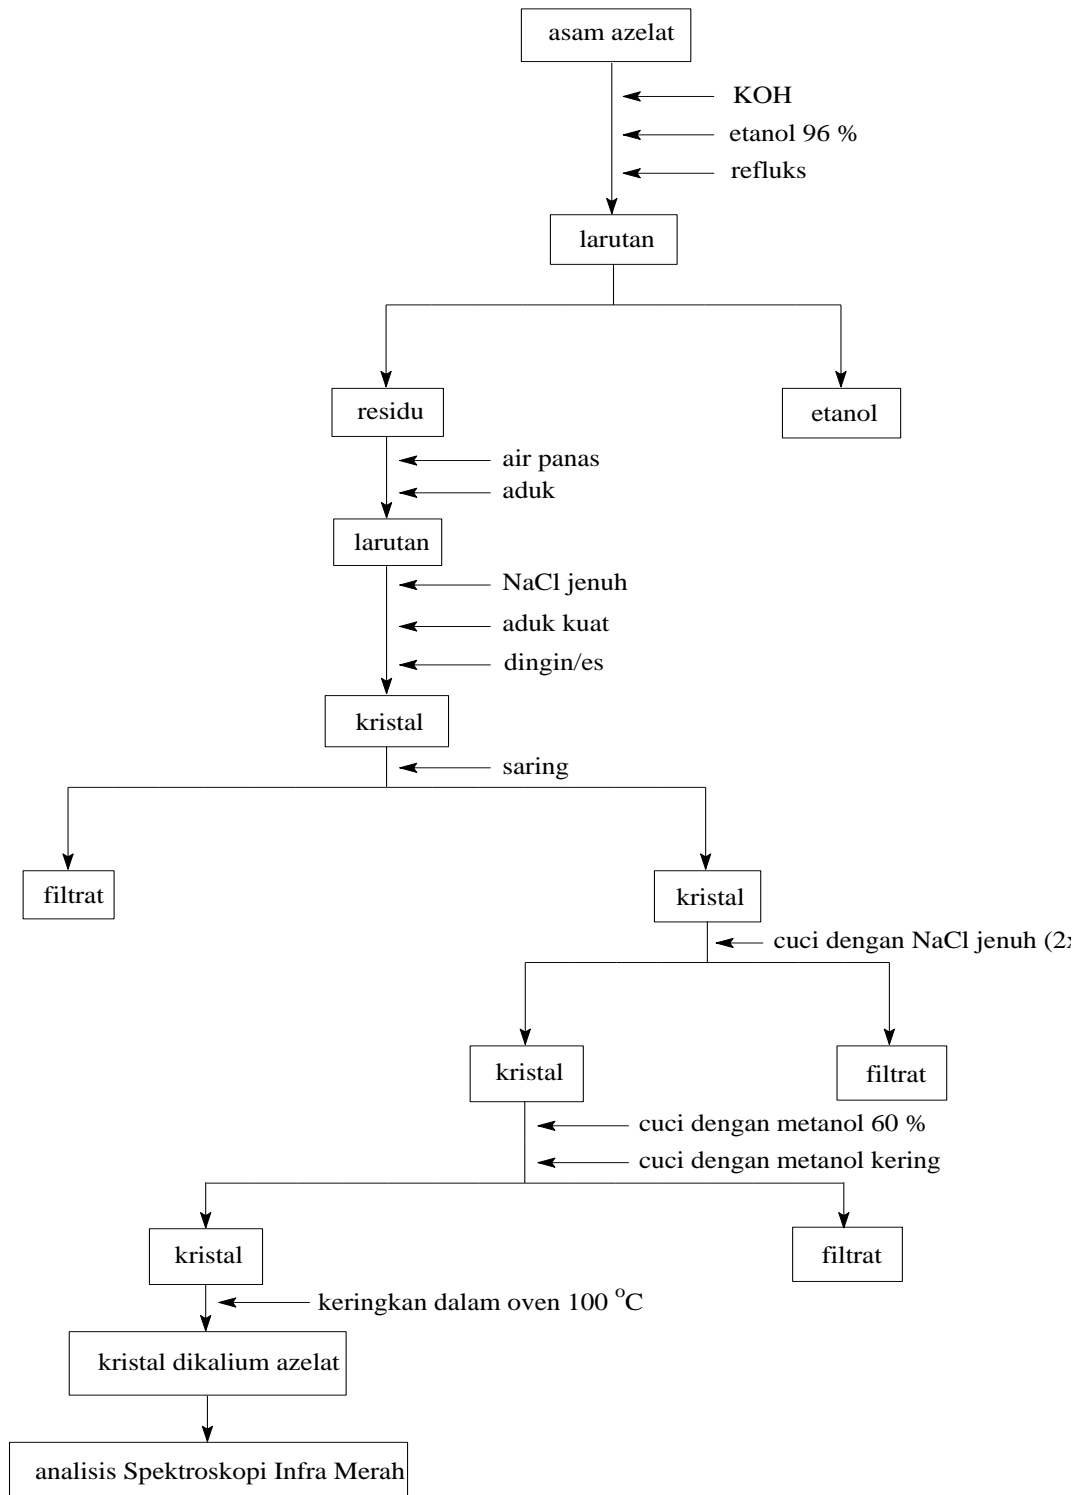 asam azelat
KOH
etanol 96 %
refluks
larutan
residu
etanol
air panas
aduk
larutan
NaCl jenuh
aduk kuat
dingin/es
kristal
saring
filtrat
kristal
cuci dengan NaCl jenuh (2x
kristal
filtrat
cuci dengan metanol 60 %
cuci dengan metanol kering
kristal
filtrat
keringkan dalam oven 100 °C
kristal dikalium azelat
analisis Spektroskopi Infra Merah